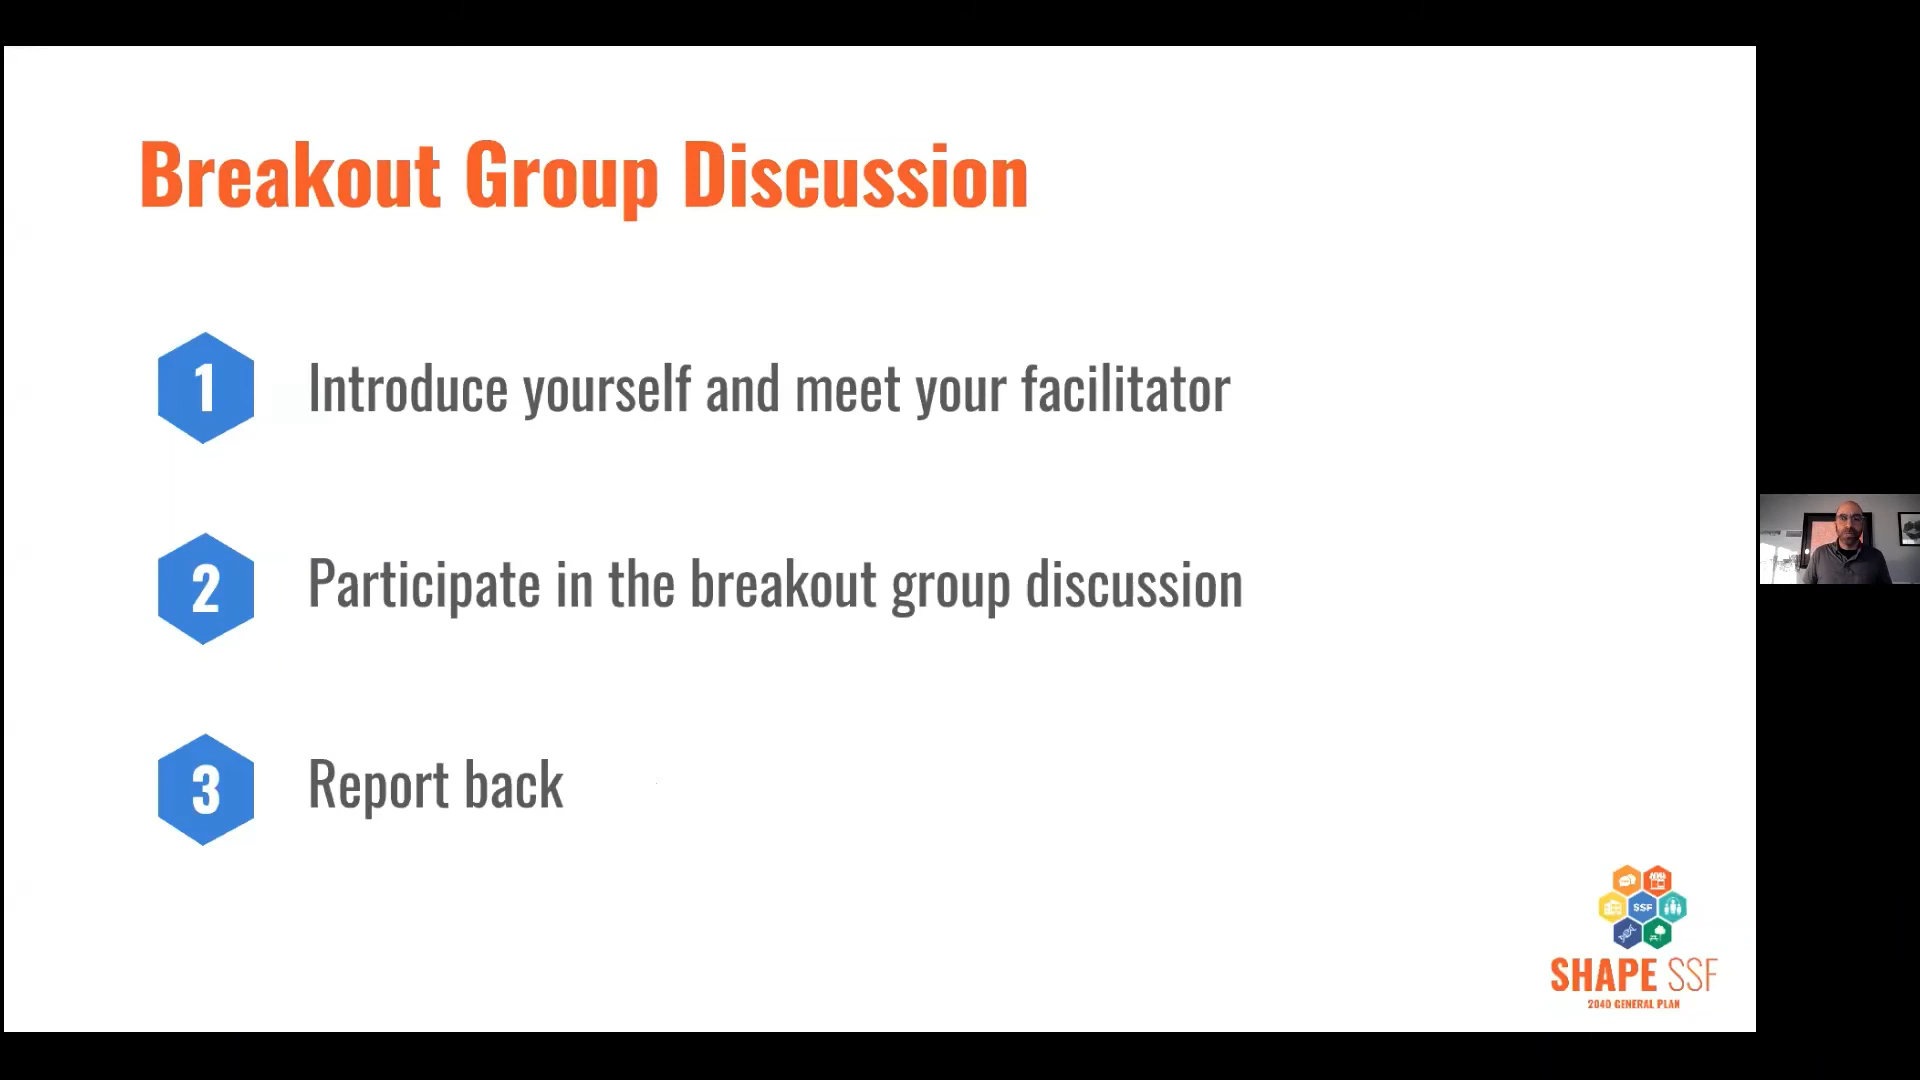 Breakout Group Discussion
1
Introduce yourself and meet your facilitator
2
Participate in the breakout group discussion
3
Report back
SSF
SHAPE SSF
2040 GENERAL PLAN